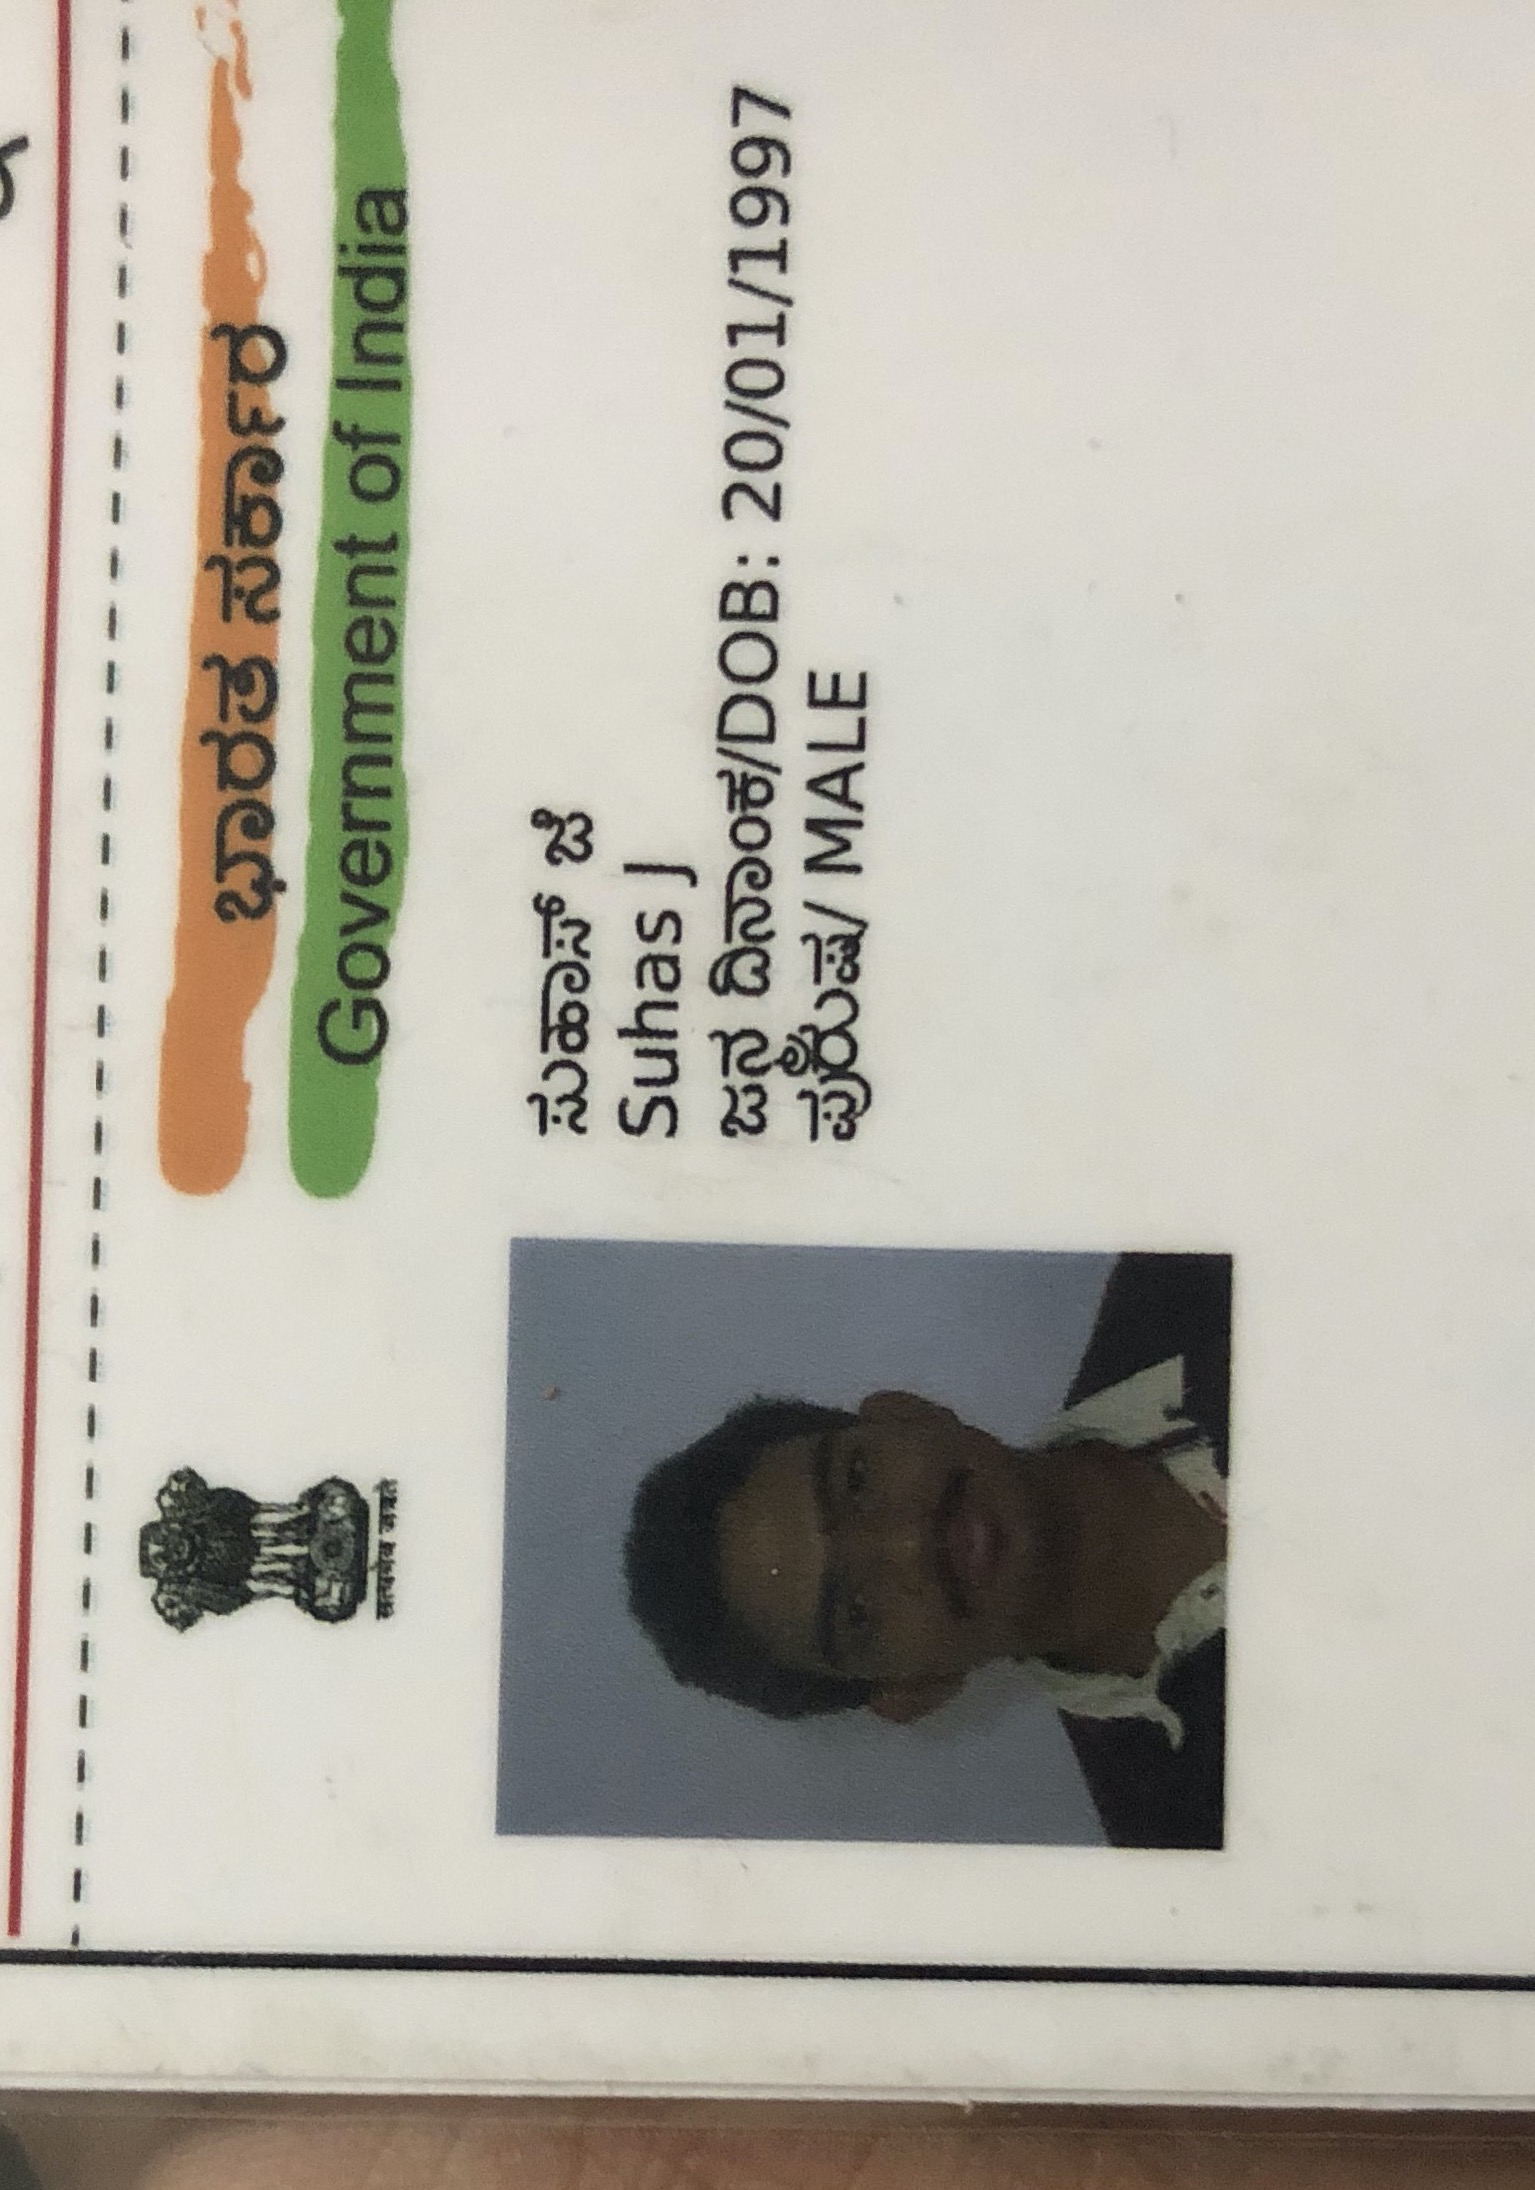 ಭಾರತ ಸರ್ಕಾರ
Government of India
सत्यमेव जयते
ಸುಹಾಸ್ ಜೆ
Suhas J
ಜನ್ಮ ದಿನಾಂಕ/DOB: 20/01/1997
ಪುರುಷ/ MALE